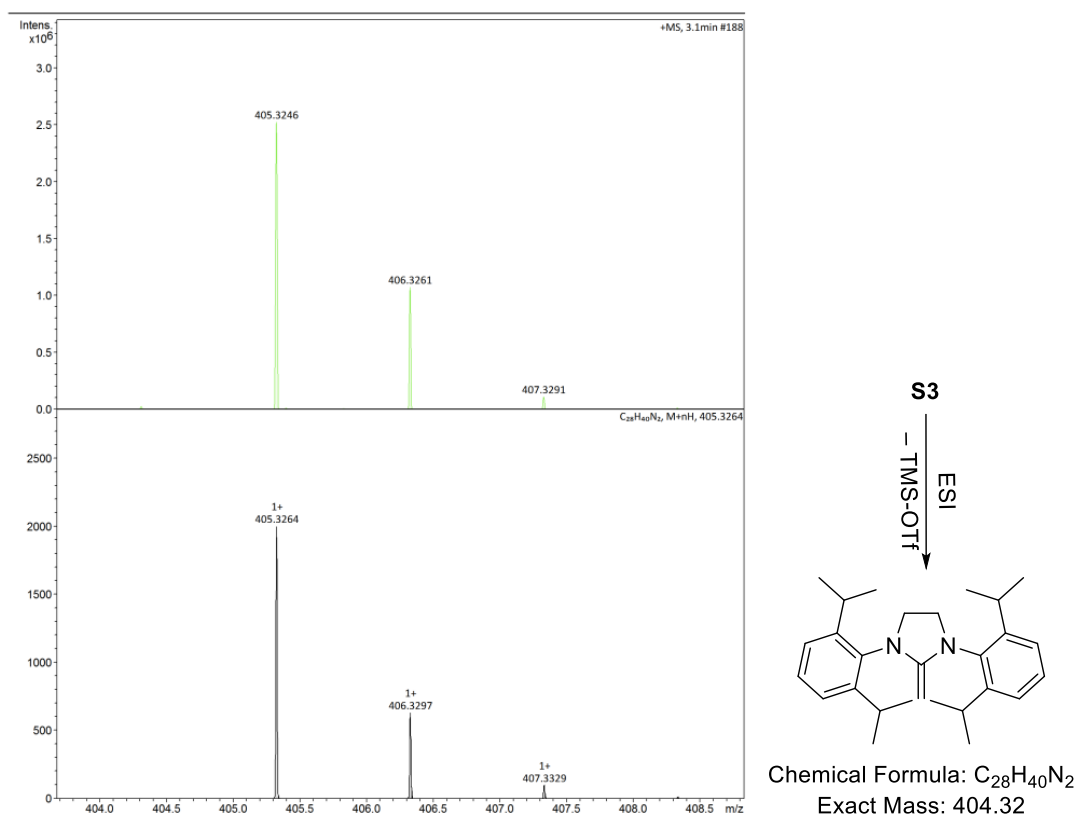 Intens.
x10⁶
+MS, 3.1min #188
3.0
2.5
2.0
1.5
1.0
0.5
0.0
405.3246
406.3261
407.3291
C₂₈H₄₀N₂, M+nH, 405.3264
2500
2000
1500
1000
500
0
1+
405.3264
1+
406.3297
1+
407.3329
404.0 404.5 405.0 405.5 406.0 406.5 407.0 407.5 408.0 408.5 m/z
S3
– TMS-OTf
ESI
N N
Chemical Formula: C₂₈H₄₀N₂
Exact Mass: 404.32